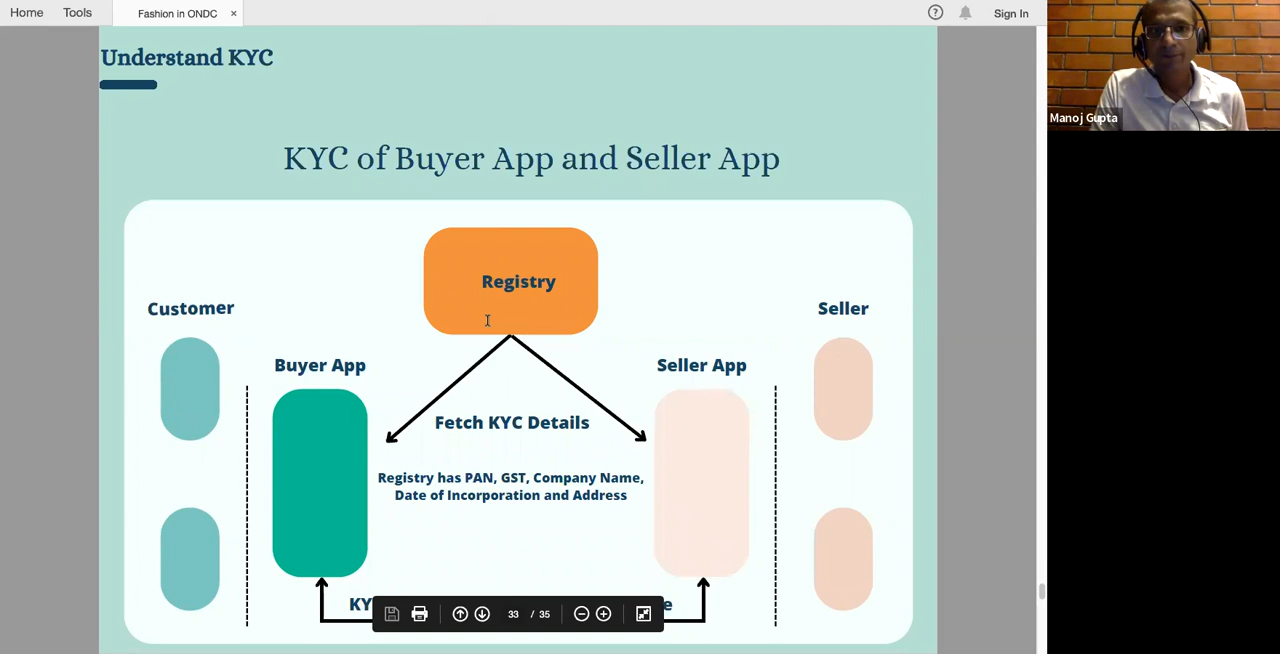 Home Tools Fashion in ONDC × ? Sign In
Understand KYC
Manoj Gupta
KYC of Buyer App and Seller App
Registry
Customer
Seller
Buyer App
Seller App
Fetch KYC Details
Registry has PAN, GST, Company Name,
Date of Incorporation and Address
33 / 35